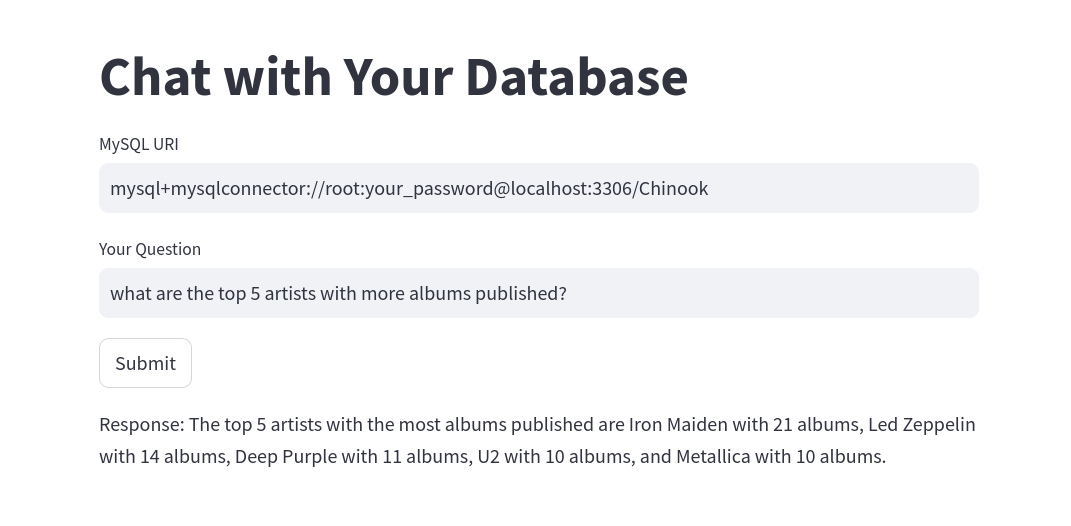 Chat with Your Database
MySQL URI
mysql+mysqlconnector://root:your_password@localhost:3306/Chinook
Your Question
what are the top 5 artists with more albums published?
Submit
Response: The top 5 artists with the most albums published are Iron Maiden with 21 albums, Led Zeppelin
with 14 albums, Deep Purple with 11 albums, U2 with 10 albums, and Metallica with 10 albums.